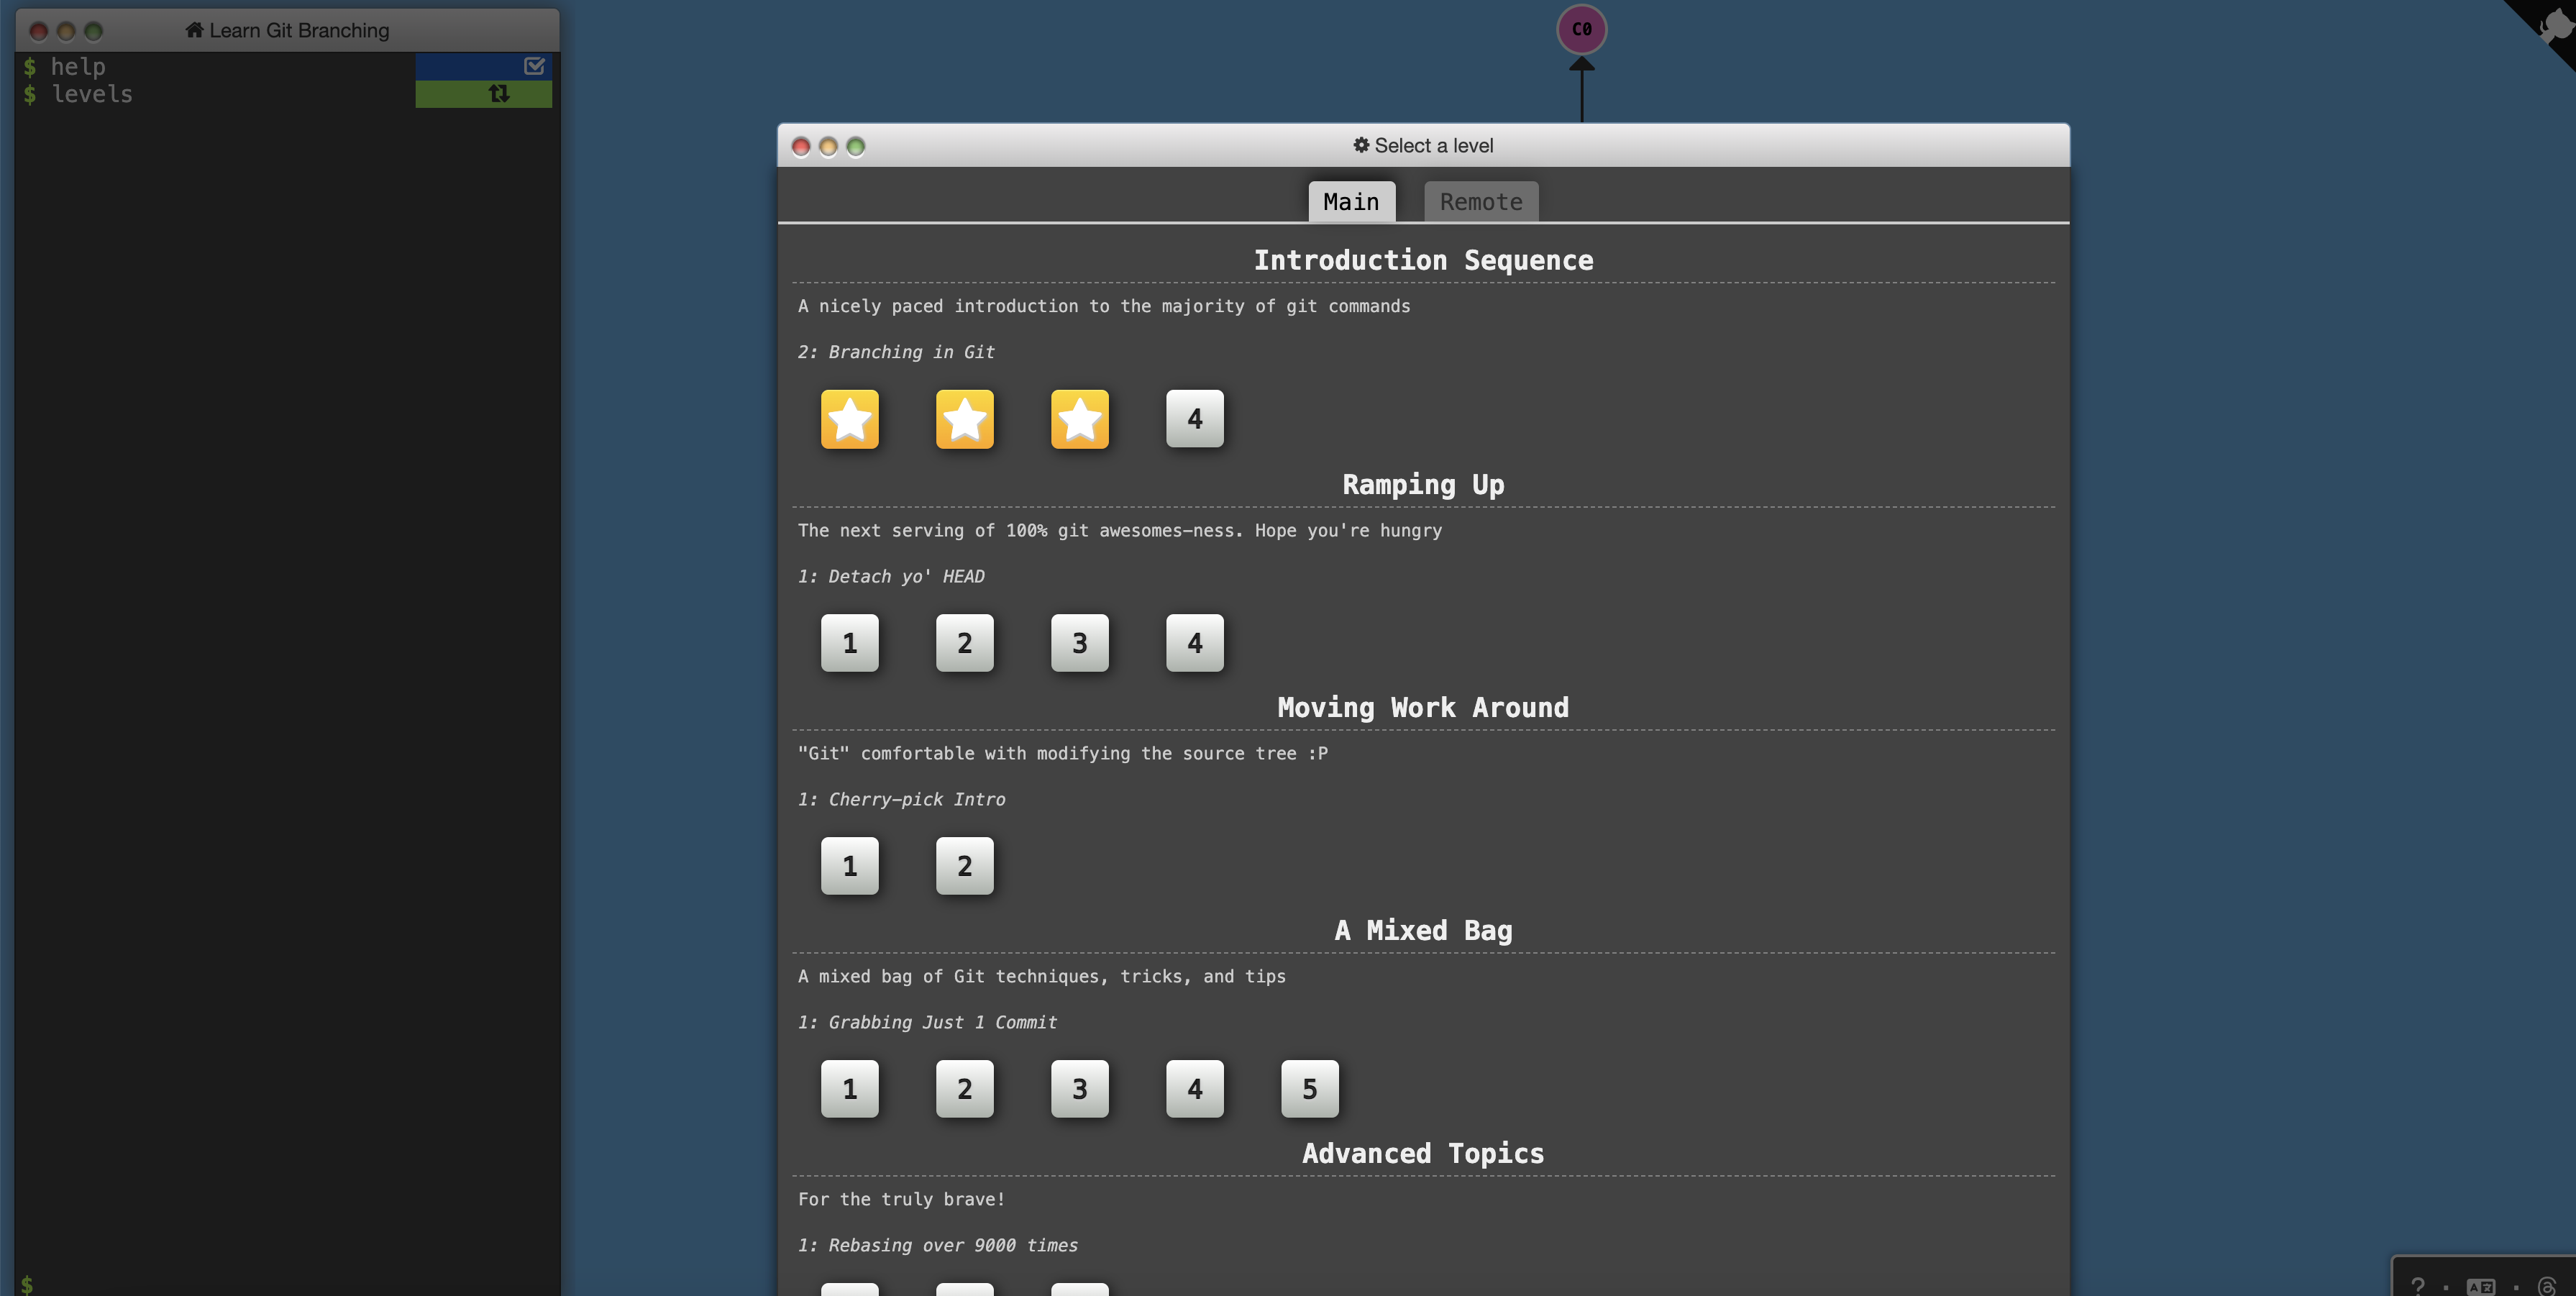 Learn Git Branching
$ help
$ levels
$
C0
Select a level
Main Remote
Introduction Sequence
A nicely paced introduction to the majority of git commands
2: Branching in Git
4
Ramping Up
The next serving of 100% git awesomes-ness. Hope you're hungry
1: Detach yo' HEAD
1 2 3 4
Moving Work Around
"Git" comfortable with modifying the source tree :P
1: Cherry-pick Intro
1 2
A Mixed Bag
A mixed bag of Git techniques, tricks, and tips
1: Grabbing Just 1 Commit
1 2 3 4 5
Advanced Topics
For the truly brave!
1: Rebasing over 9000 times
? · ·